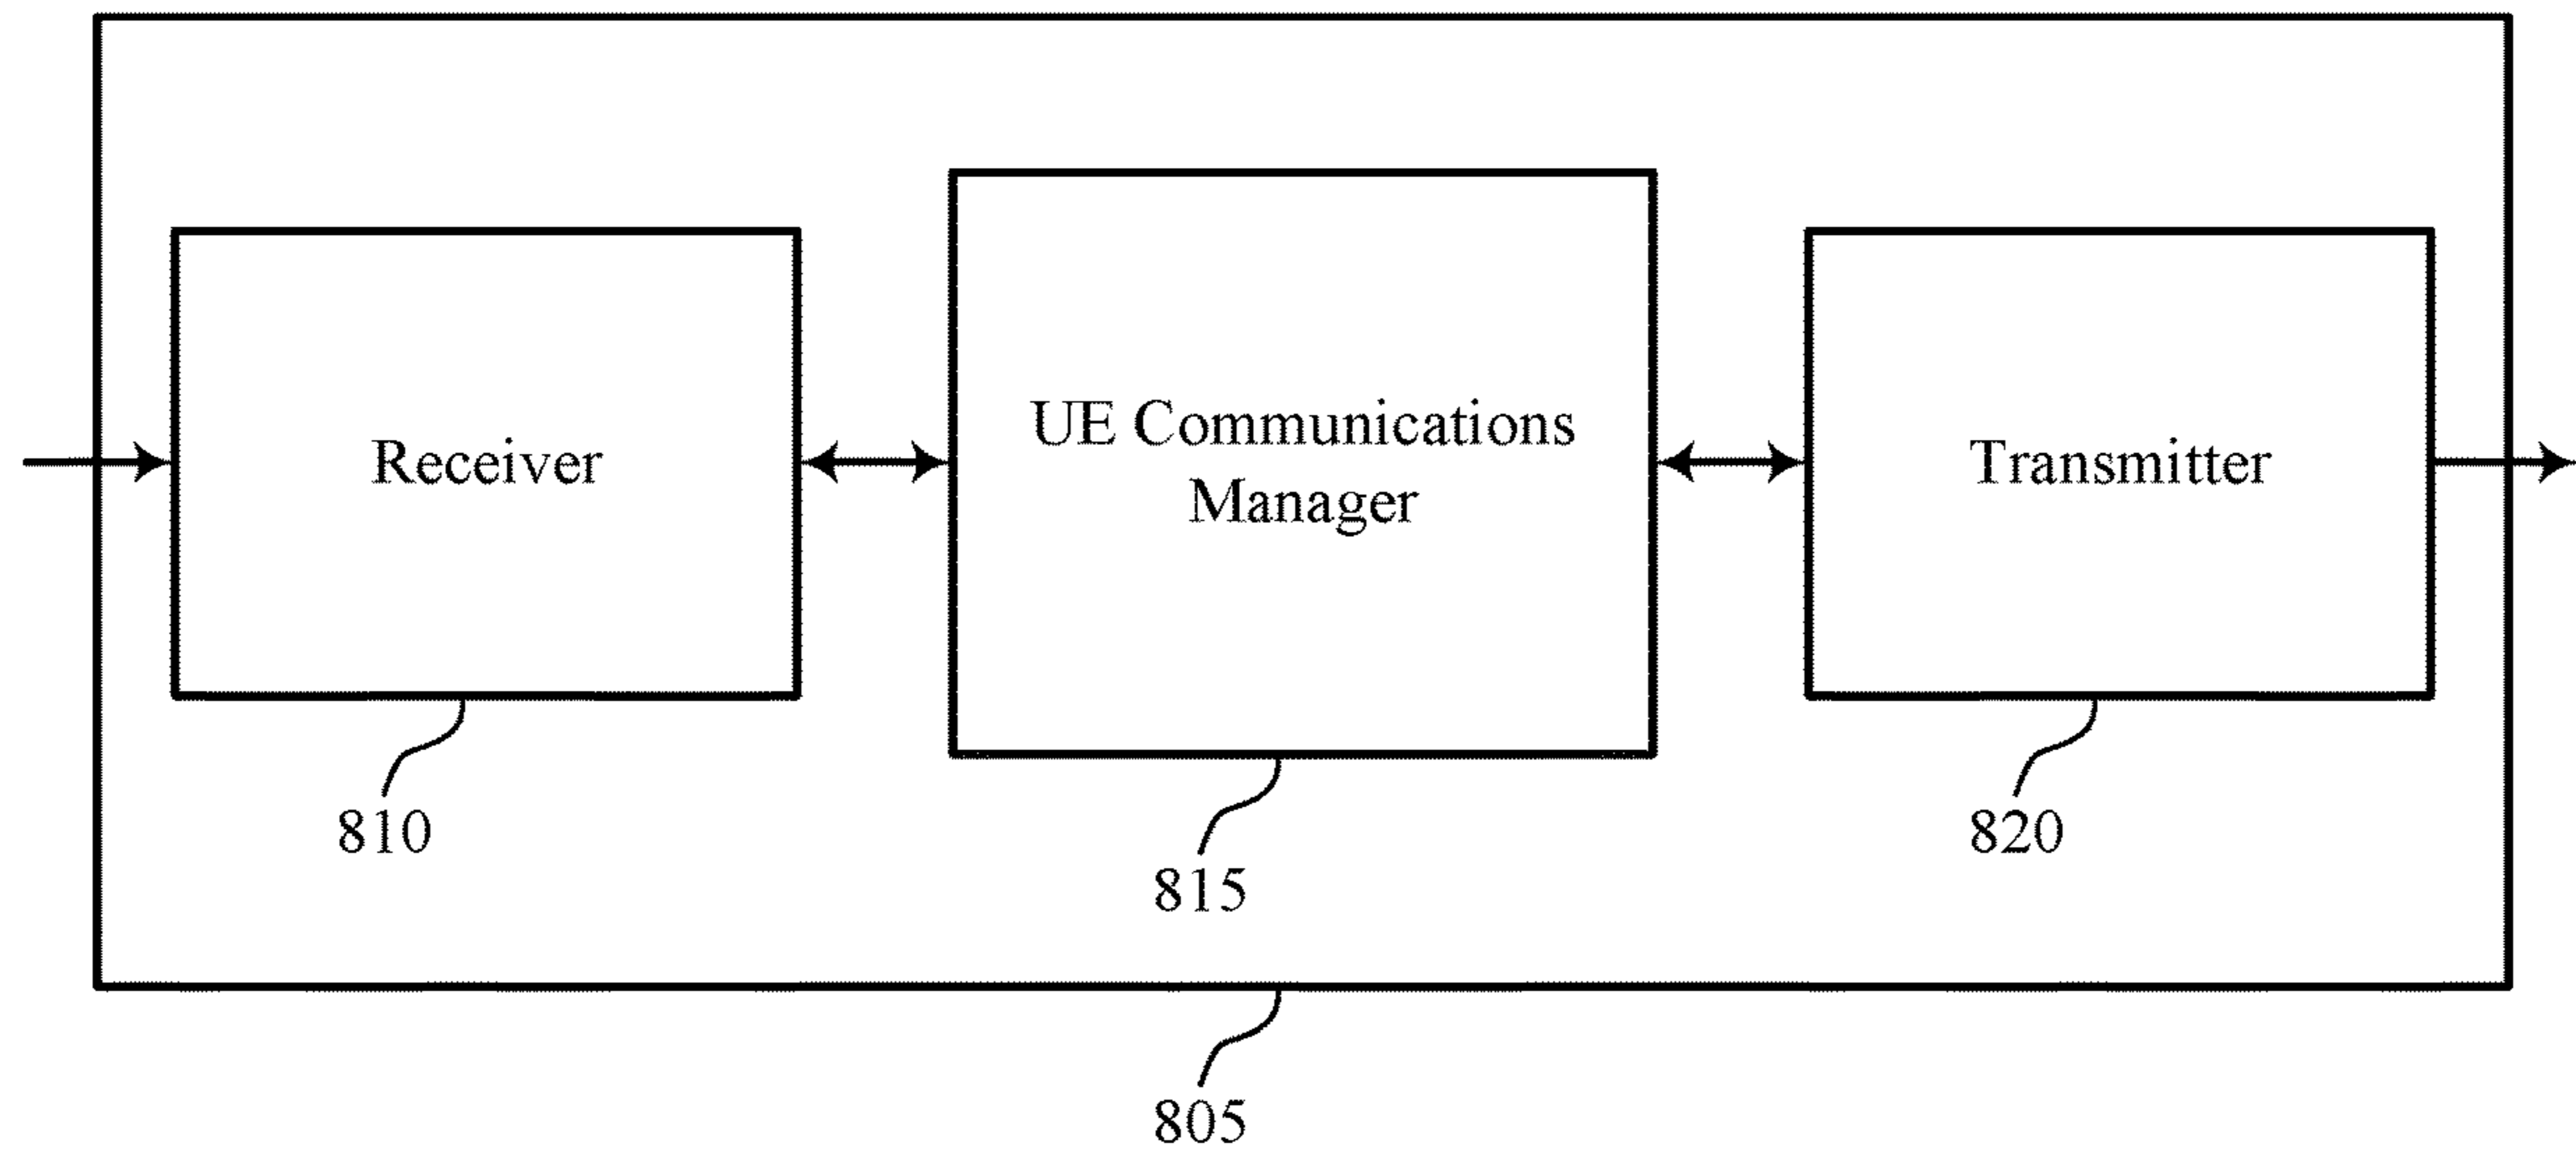 Receiver
UE Communications
Manager
Transmitter
810
815
820
805